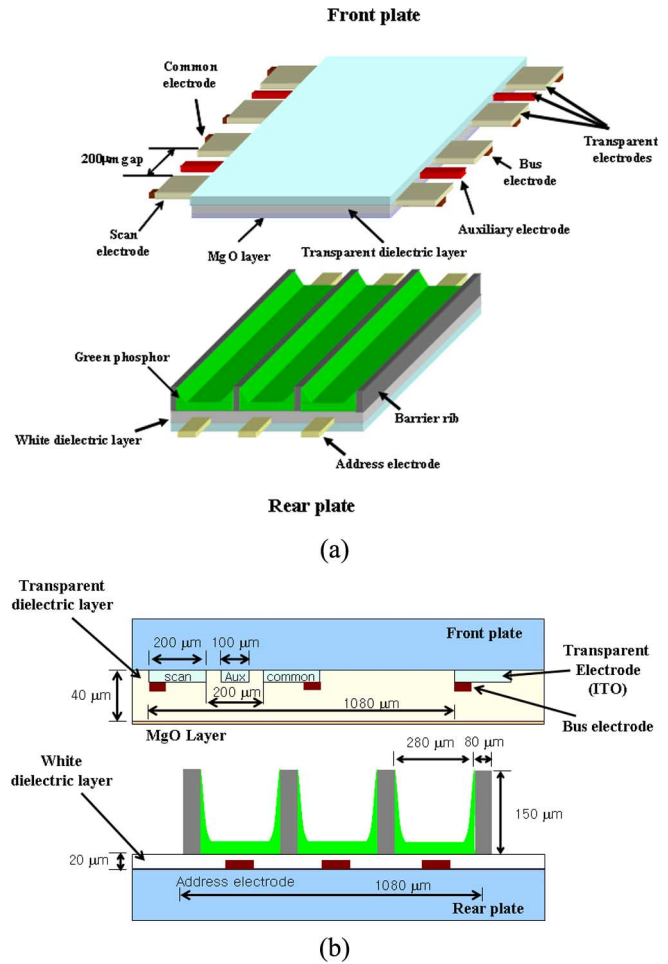 Front plate
Common
electrode
200µm gap
Scan
electrode
MgO layer
Transparent dielectric layer
Transparent
electrodes
Bus
electrode
Auxiliary electrode
Green phosphor
White dielectric layer
Barrier rib
Address electrode
Rear plate
(a)
Transparent
dielectric layer
Front plate
200 µm
100 µm
scan
Aux
common
Transparent
Electrode
(ITO)
40 µm
200 µm
1080 µm
Bus electrode
MgO Layer
280 µm
80 µm
White
dielectric layer
150 µm
20 µm
Address electrode
1080 µm
Rear plate
(b)